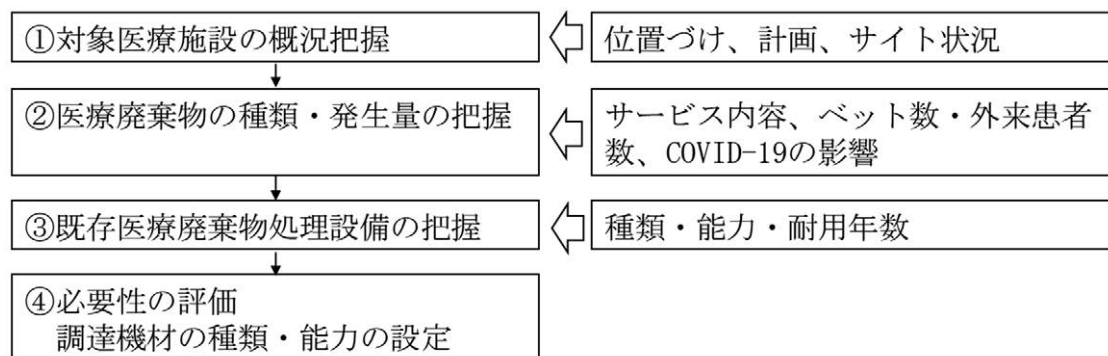 ①対象医療施設の概況把握
位置づけ、計画、サイト状況
②医療廃棄物の種類・発生量の把握
サービス内容、ベット数・外来患者
数、COVID-19の影響
③既存医療廃棄物処理設備の把握
種類・能力・耐用年数
④必要性の評価
調達機材の種類・能力の設定